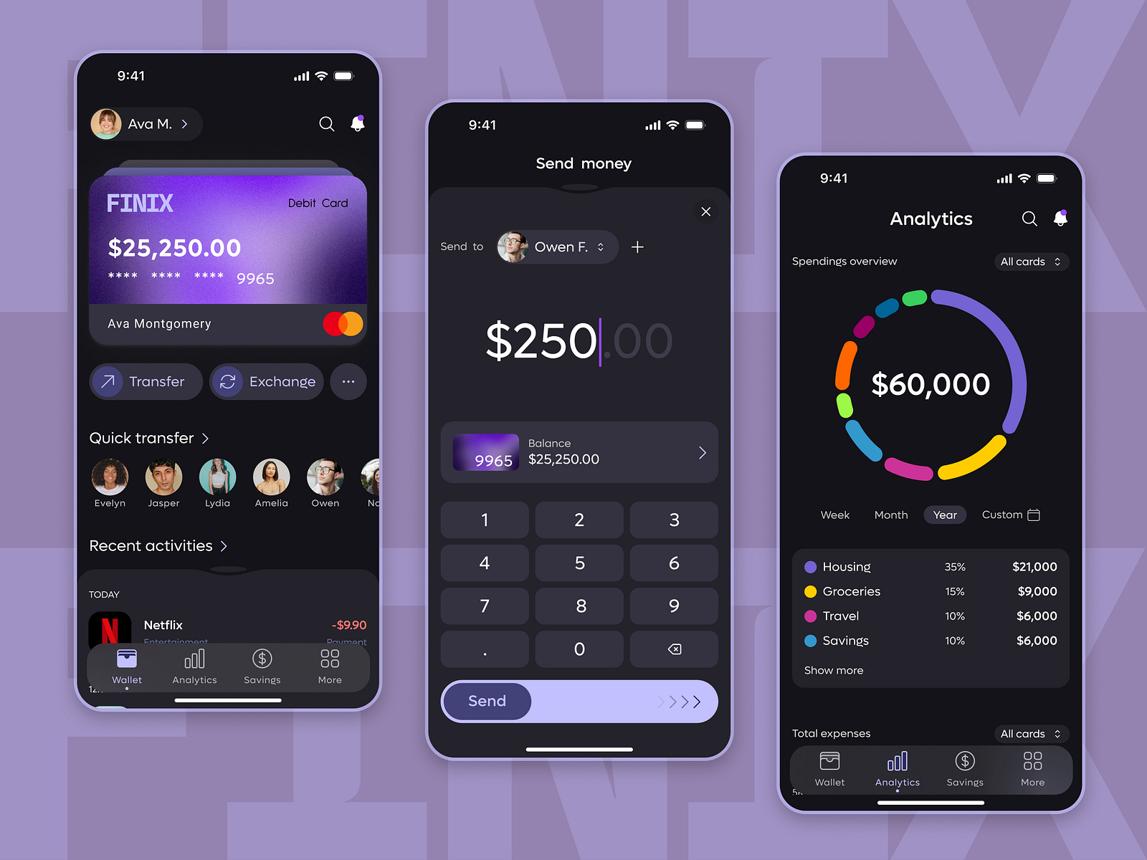 9:41
Ava M.
FINIX
Debit Card
$25,250.00
**** **** **** 9965
Ava Montgomery
Transfer
Exchange
Quick transfer
Evelyn
Jasper
Lydia
Amelia
Owen
Recent activities
TODAY
Netflix
-$9.90
Entertainment
Payment
Wallet
Analytics
Savings
More
9:41
Send money
Send to
Owen F.
$250.00
9965
Balance
$25,250.00
1 2 3
4 5 6
7 8 9
. 0
Send
9:41
Analytics
Spendings overview
All cards
$60,000
Week
Month
Year
Custom
Housing 35% $21,000
Groceries 15% $9,000
Travel 10% $6,000
Savings 10% $6,000
Show more
Total expenses
All cards
Wallet
Analytics
Savings
More
FINIX
FINIX